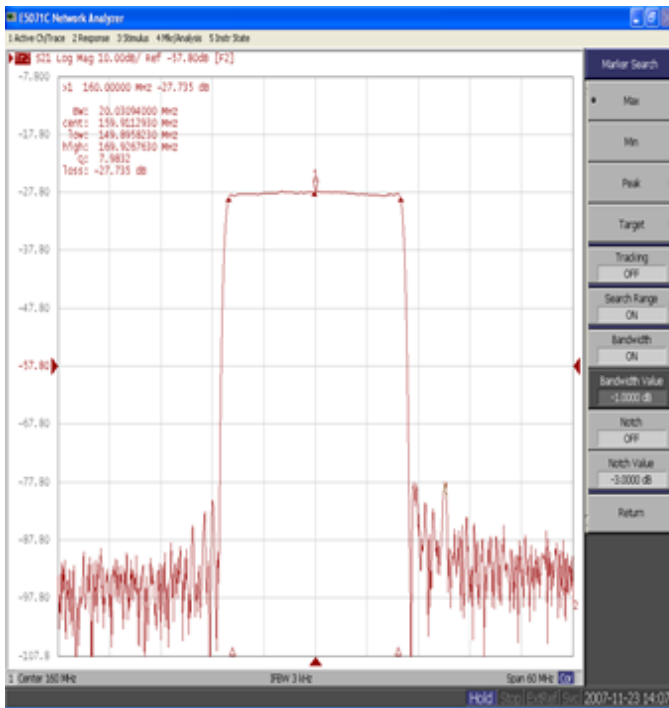 E5071C Network Analyzer
1 Active Ch/Trace 2 Response 3 Stimulus 4 Mkr/Analysis 5 Instr State
S21 Log Mag 10.00dB/ Ref -57.80dB [F2]
Marker Search
-7.800
>1 160.00000 MHz -27.735 dB
BW: 20.03094000 MHz
cent: 159.9112930 MHz
low: 149.8958230 MHz
high: 169.9267630 MHz
Q: 7.9832
loss: -27.735 dB
-17.80
-27.80
-37.80
-47.80
-57.80
-67.80
-77.80
-87.80
-97.80
-107.8
1
2
Max
Min
Peak
Target
Tracking
OFF
Search Range
ON
Bandwidth
ON
Bandwidth Value
-1.0000 dB
Notch
OFF
Notch Value
-3.0000 dB
Return
1 Center 160 MHz IFBW 3 kHz Span 60 MHz Cor
Hold Stop ExtRef Svc 2007-11-23 14:07